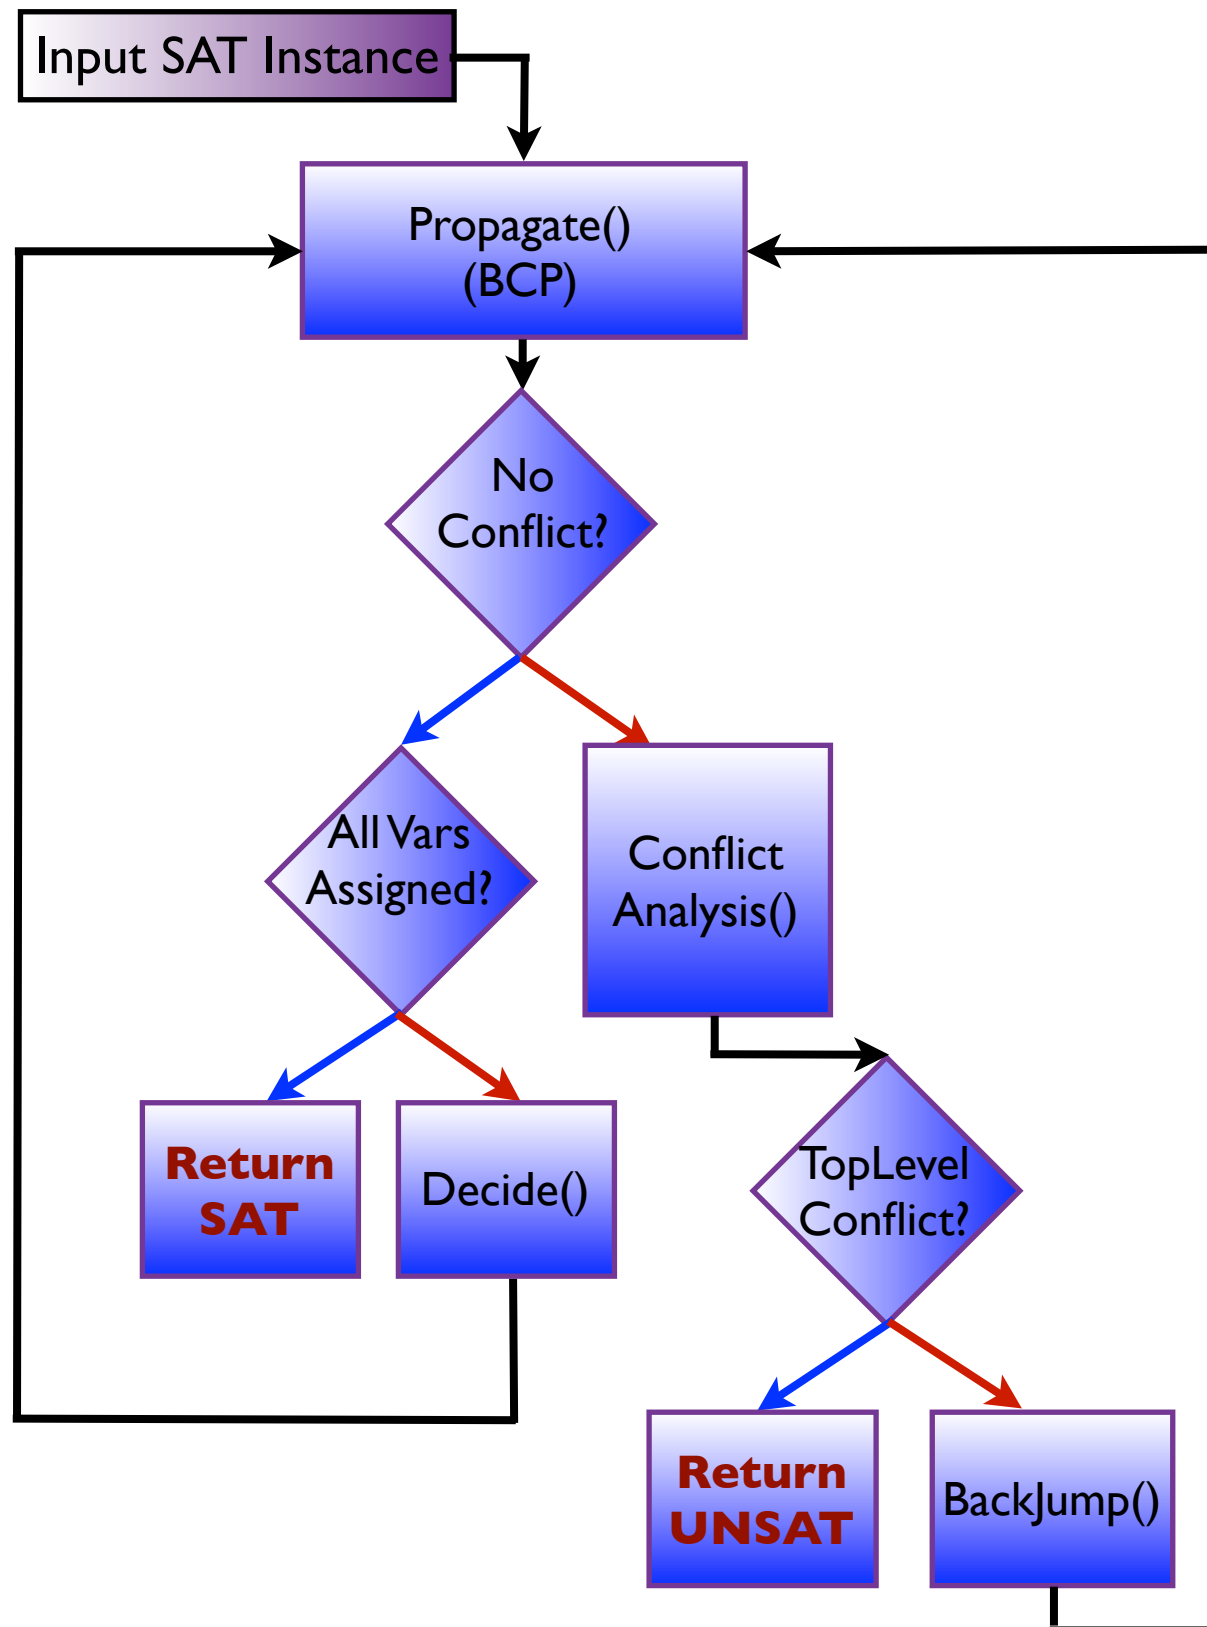 Input SAT Instance
Propagate()
(BCP)
No
Conflict?
All Vars
Assigned?
Conflict
Analysis()
Return
SAT
Decide()
TopLevel
Conflict?
Return
UNSAT
BackJump()